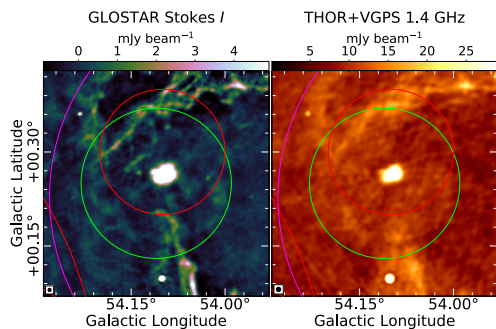 GLOSTAR Stokes I
mJy beam⁻¹
0 1 2 3 4
THOR+VGPS 1.4 GHz
mJy beam⁻¹
5 10 15 20 25
Galactic Latitude
+00.30°
+00.15°
54.15° 54.00°
Galactic Longitude
54.15° 54.00°
Galactic Longitude